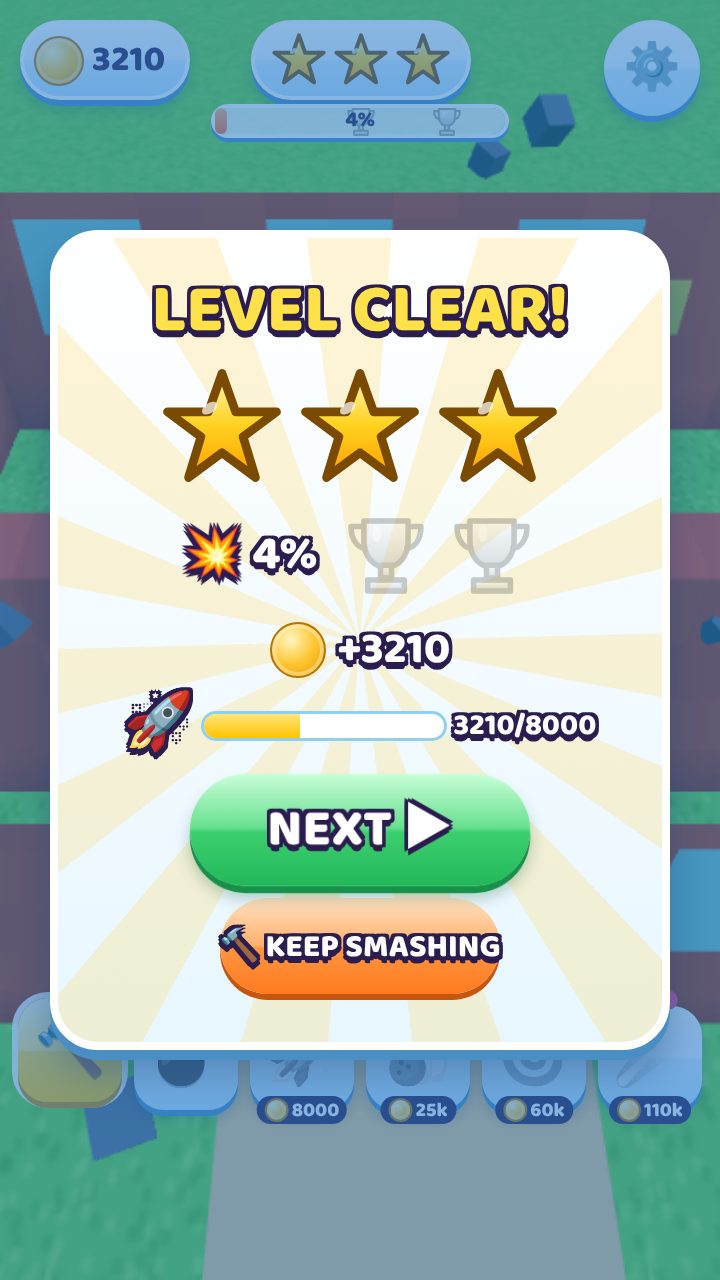 3210
4%
LEVEL CLEAR!
4%
+3210
3210/8000
NEXT
KEEP SMASHING
8000
25k
60k
110k